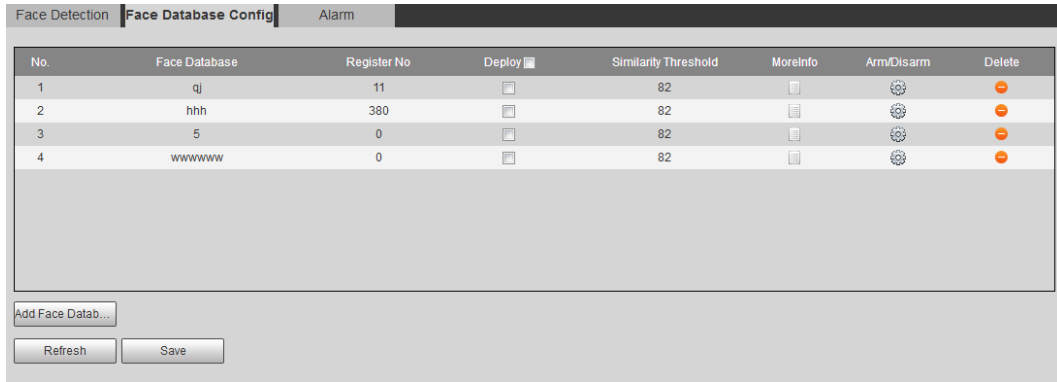 Face Detection Face Database Config Alarm
No. Face Database Register No Deploy Similarity Threshold MoreInfo Arm/Disarm Delete
1 qj 11 82
2 hhh 380 82
3 5 0 82
4 wwwwww 0 82
Add Face Datab...
Refresh Save